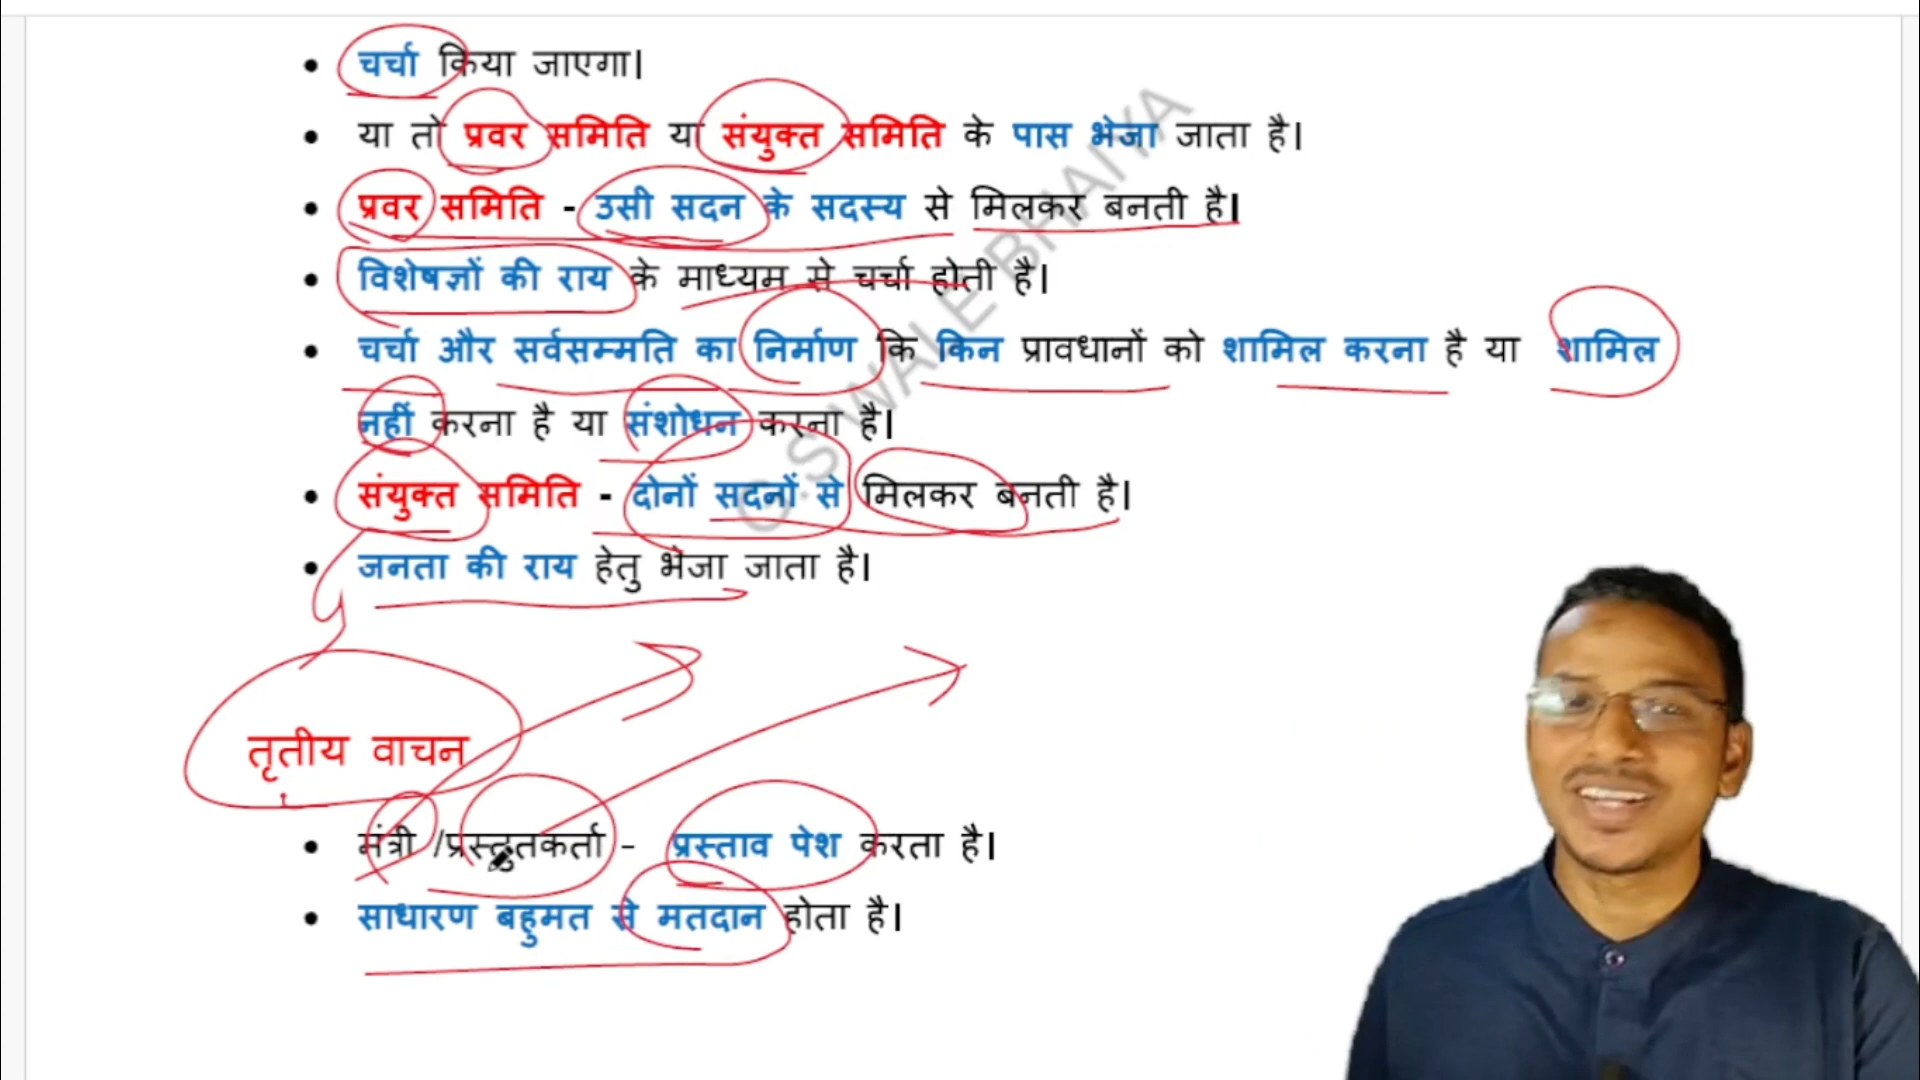 • चर्चा किया जाएगा।
• या तो प्रवर समिति या संयुक्त समिति के पास भेजा जाता है।
• प्रवर समिति - उसी सदन के सदस्य से मिलकर बनती है।
• विशेषज्ञों की राय के माध्यम से चर्चा होती है।
• चर्चा और सर्वसम्मति का निर्माण कि किन प्रावधानों को शामिल करना है या शामिल
नहीं करना है या संशोधन करना है।
• संयुक्त समिति - दोनों सदनों से मिलकर बनती है।
• जनता की राय हेतु भेजा जाता है।
तृतीय वाचन
• मंत्री /प्रस्तुतकर्ता – प्रस्ताव पेश करता है।
• साधारण बहुमत से मतदान होता है।
G.S WALE BHAIYA